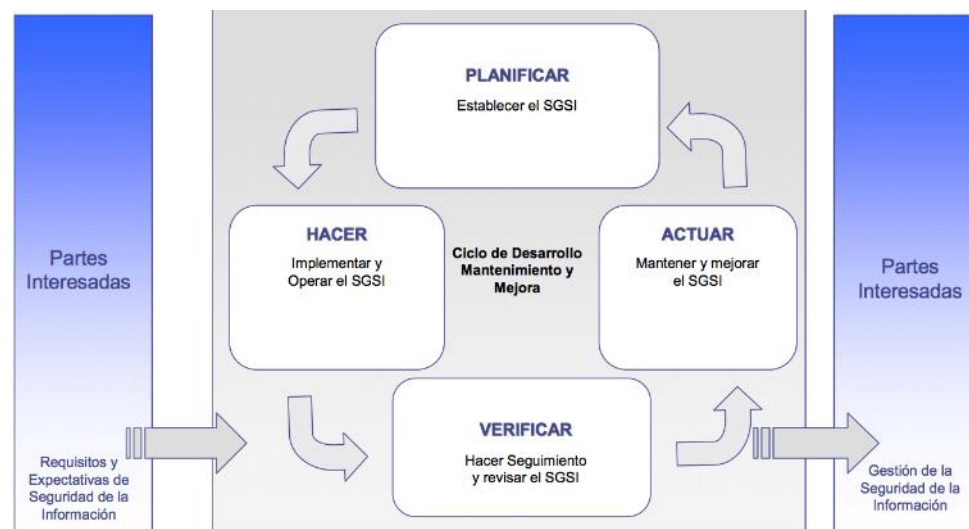 PLANIFICAR
Establecer el SGSI
HACER
Implementar y
Operar el SGSI
Ciclo de Desarrollo
Mantenimiento y
Mejora
ACTUAR
Mantener y mejorar
el SGSI
Partes
Interesadas
Partes
Interesadas
VERIFICAR
Hacer Seguimiento
y revisar el SGSI
Requisitos y
Expectativas de
Seguridad de la
Información
Gestión de la
Seguridad de la
Información